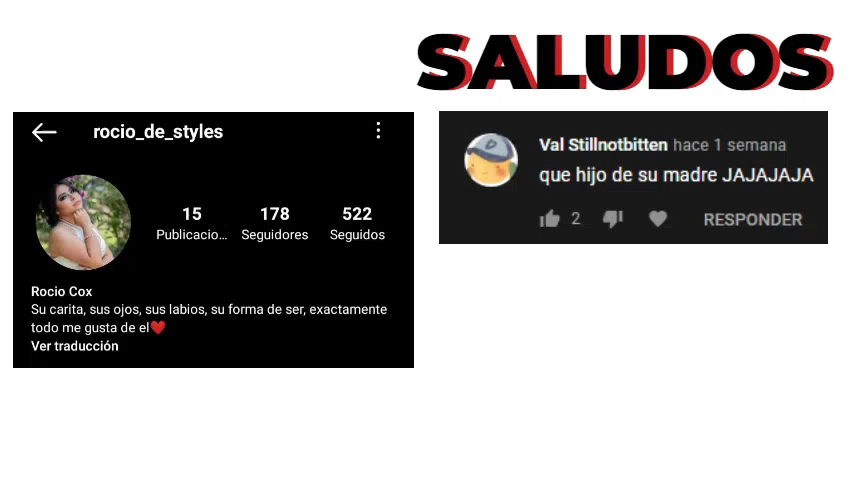 SALUDOS
rocio_de_styles
15 178 522
Publicacio... Seguidores Seguidos
Rocio Cox
Su carita, sus ojos, sus labios, su forma de ser, exactamente
todo me gusta de el❤️
Ver traducción
Val Stillnotbitten hace 1 semana
que hijo de su madre JAJAJAJA
2 RESPONDER